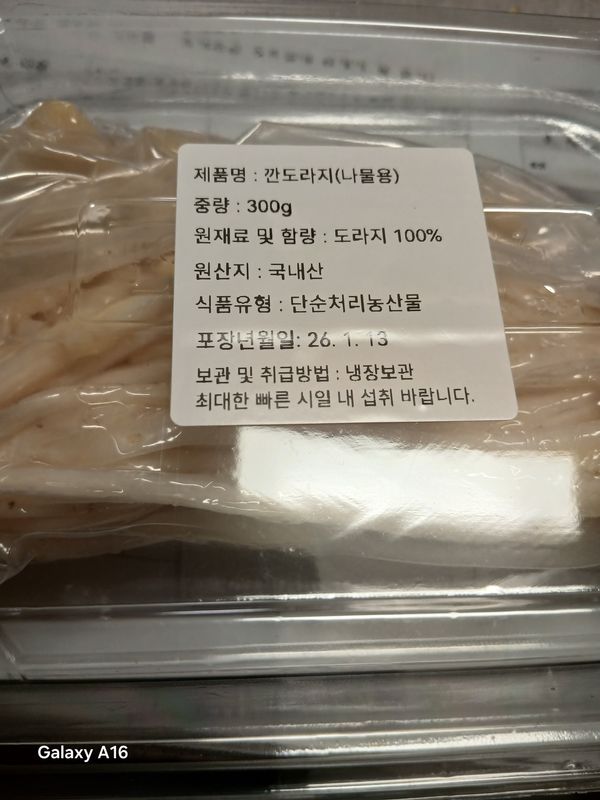 제품명 : 깐도라지(나물용)
중량 : 300g
원재료 및 함량 : 도라지 100%
원산지 : 국내산
식품유형 : 단순처리농산물
포장년월일: 26. 1. 13
보관 및 취급방법 : 냉장보관
최대한 빠른 시일 내 섭취 바랍니다.
Galaxy A16